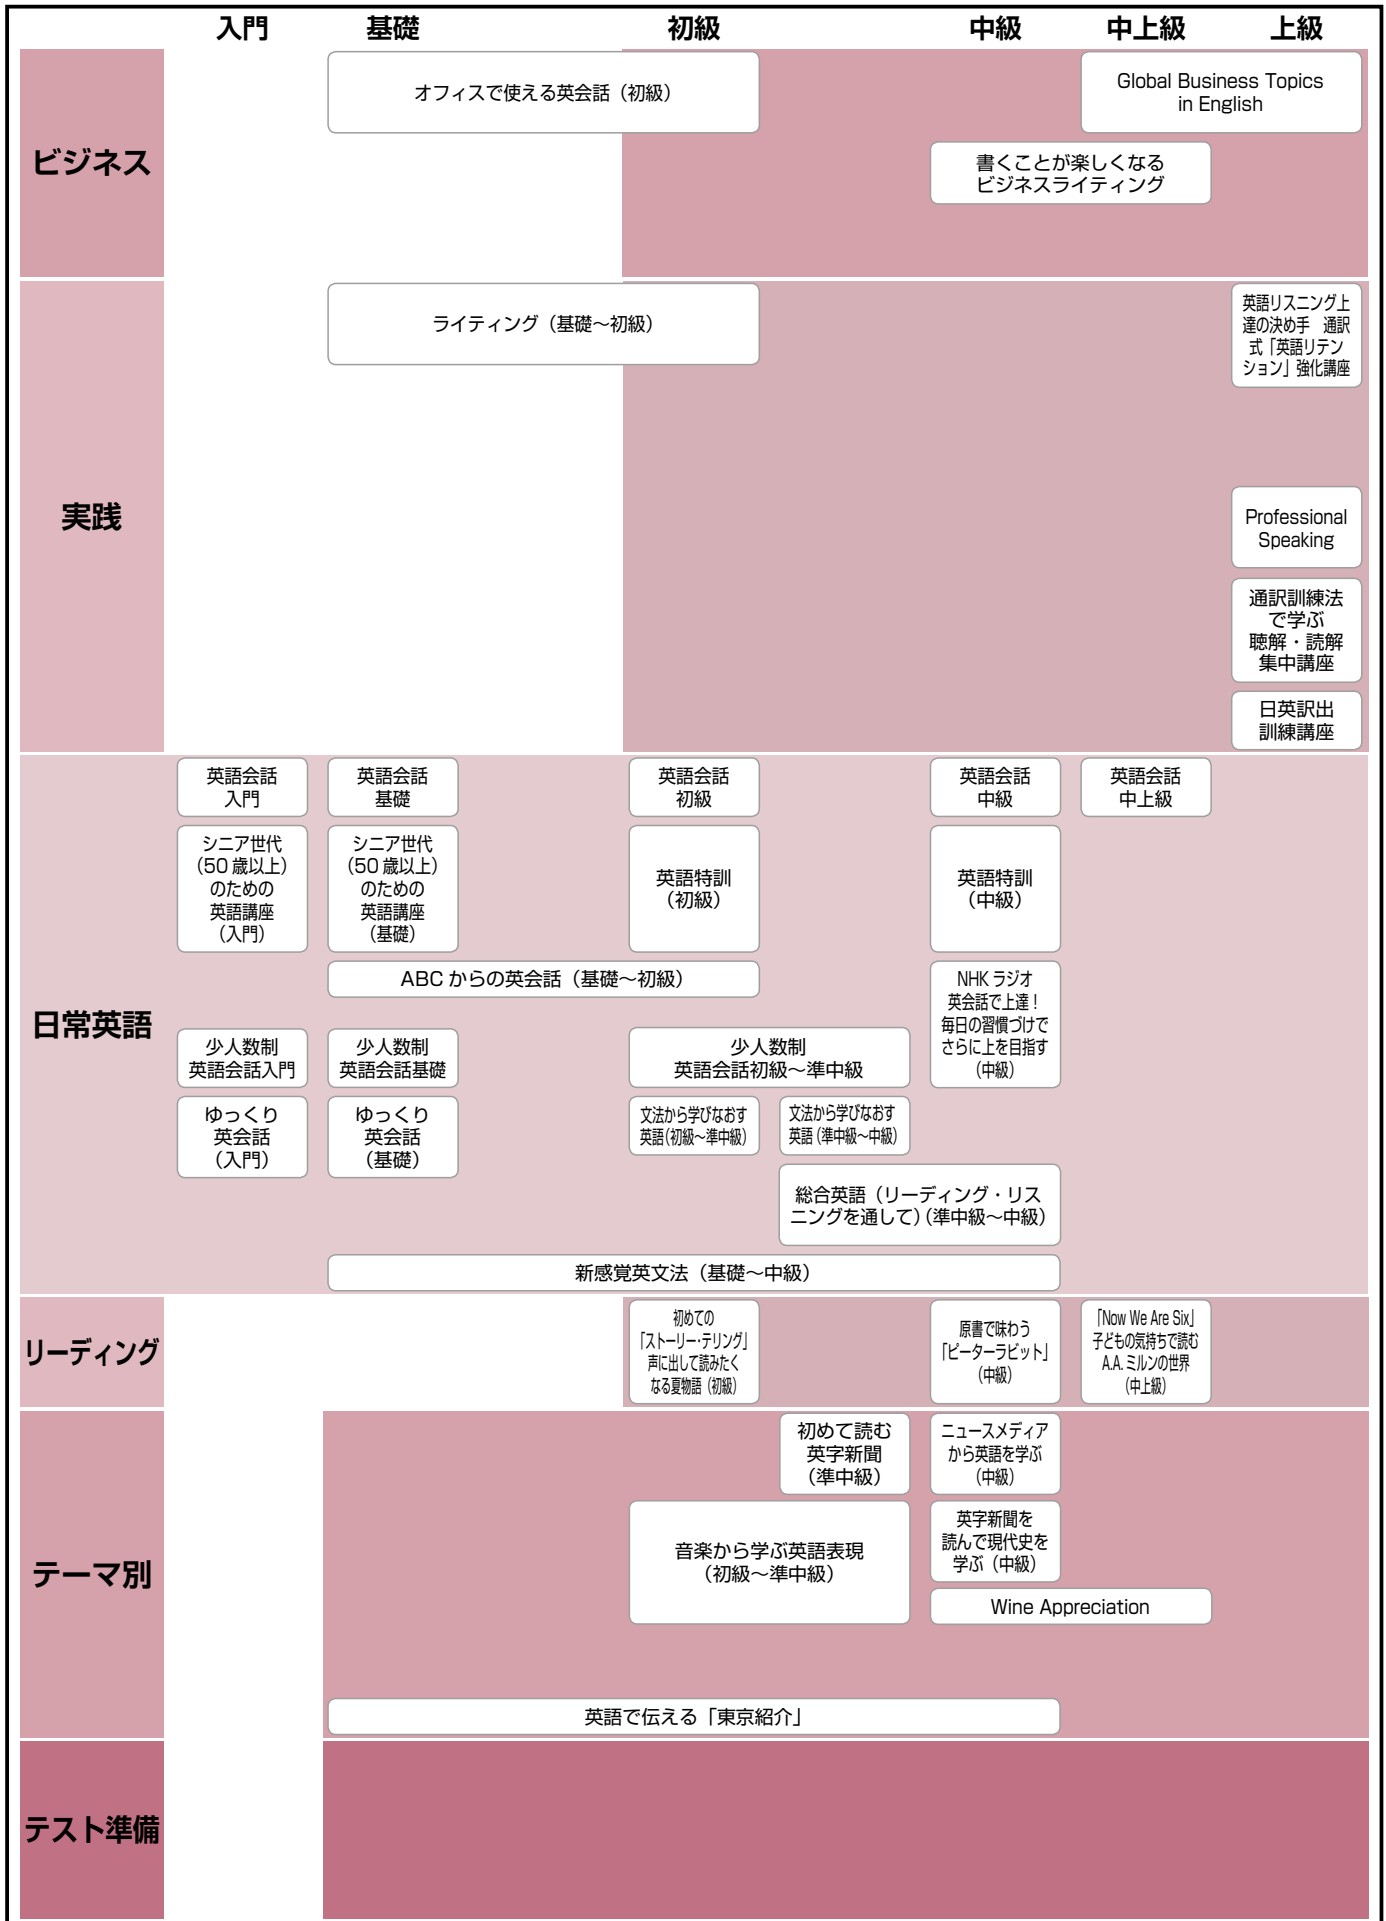 入門 基礎 初級 中級 中上級 上級
ビジネス
オフィスで使える英会話（初級）
Global Business Topics
in English
書くことが楽しくなる
ビジネスライティング
実践
ライティング（基礎～初級）
英語リスニング上
達の決め手　通訳
式「英語リテン
ション」強化講座
Professional
Speaking
通訳訓練法
で学ぶ
聴解・読解
集中講座
日英訳出
訓練講座
日常英語
英語会話
入門
英語会話
基礎
英語会話
初級
英語会話
中級
英語会話
中上級
シニア世代
（50 歳以上）
のための
英語講座
（入門）
シニア世代
（50 歳以上）
のための
英語講座
（基礎）
英語特訓
（初級）
英語特訓
（中級）
ABC からの英会話（基礎～初級）
NHK ラジオ
英会話で上達！
毎日の習慣づけで
さらに上を目指す
（中級）
少人数制
英語会話入門
少人数制
英語会話基礎
少人数制
英語会話初級～準中級
ゆっくり
英会話
（入門）
ゆっくり
英会話
（基礎）
文法から学びなおす
英語（初級～準中級）
文法から学びなおす
英語（準中級～中級）
総合英語（リーディング・リス
ニングを通して）（準中級～中級）
新感覚英文法（基礎～中級）
リーディング
初めての
「ストーリー・テリング」
声に出して読みたく
なる夏物語（初級）
原書で味わう
「ピーターラビット」
（中級）
「Now We Are Six」
子どもの気持ちで読む
A.A. ミルンの世界
（中上級）
テーマ別
初めて読む
英字新聞
（準中級）
ニュースメディア
から英語を学ぶ
（中級）
音楽から学ぶ英語表現
（初級～準中級）
英字新聞を
読んで現代史を
学ぶ（中級）
Wine Appreciation
英語で伝える「東京紹介」
テスト準備